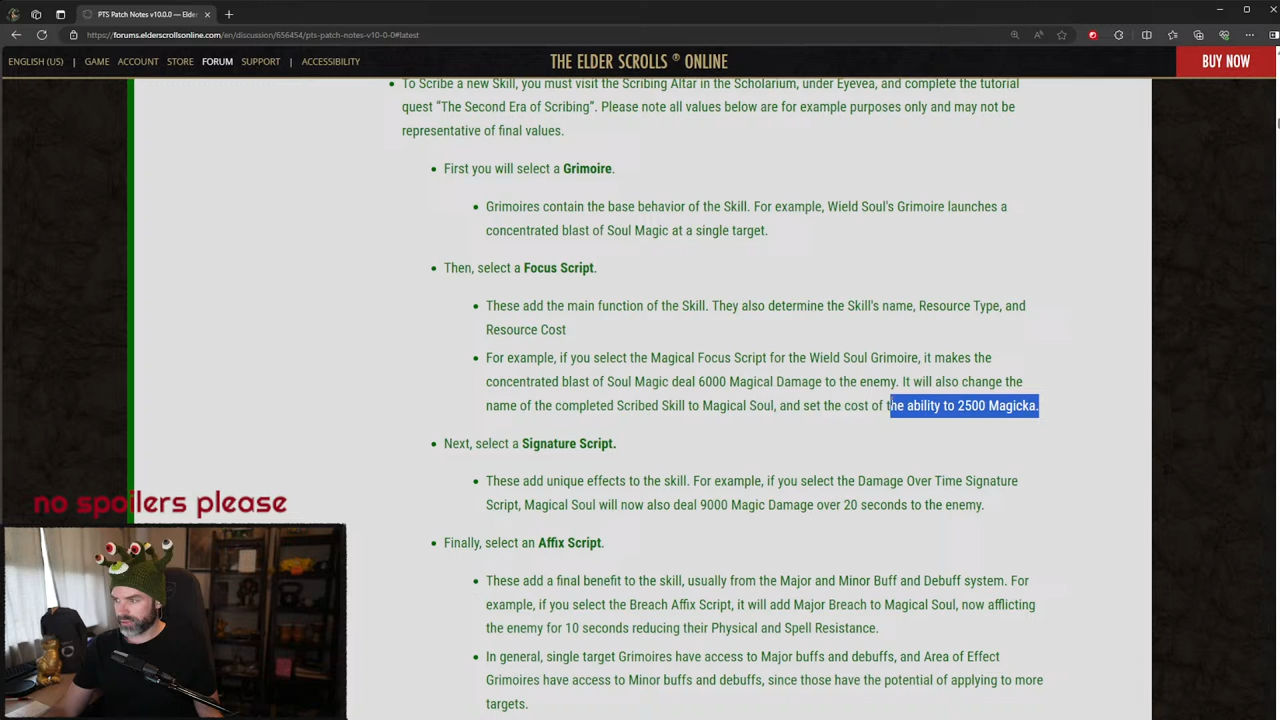 PTS Patch Notes v10.0.0 — Elder
https://forums.elderscrollsonline.com/en/discussion/656454/pts-patch-notes-v10-0-0#latest
ENGLISH (US) | GAME ACCOUNT STORE FORUM SUPPORT | ACCESSIBILITY
THE ELDER SCROLLS ® ONLINE
BUY NOW
To Scribe a new Skill, you must visit the Scribing Altar in the Scholarium, under Eyevea, and complete the tutorial
quest “The Second Era of Scribing”. Please note all values below are for example purposes only and may not be
representative of final values.
First you will select a Grimoire.
Grimoires contain the base behavior of the Skill. For example, Wield Soul's Grimoire launches a
concentrated blast of Soul Magic at a single target.
Then, select a Focus Script.
These add the main function of the Skill. They also determine the Skill's name, Resource Type, and
Resource Cost
For example, if you select the Magical Focus Script for the Wield Soul Grimoire, it makes the
concentrated blast of Soul Magic deal 6000 Magical Damage to the enemy. It will also change the
name of the completed Scribed Skill to Magical Soul, and set the cost of the ability to 2500 Magicka.
Next, select a Signature Script.
These add unique effects to the skill. For example, if you select the Damage Over Time Signature
Script, Magical Soul will now also deal 9000 Magic Damage over 20 seconds to the enemy.
no spoilers please
Finally, select an Affix Script.
These add a final benefit to the skill, usually from the Major and Minor Buff and Debuff system. For
example, if you select the Breach Affix Script, it will add Major Breach to Magical Soul, now afflicting
the enemy for 10 seconds reducing their Physical and Spell Resistance.
In general, single target Grimoires have access to Major buffs and debuffs, and Area of Effect
Grimoires have access to Minor buffs and debuffs, since those have the potential of applying to more
targets.